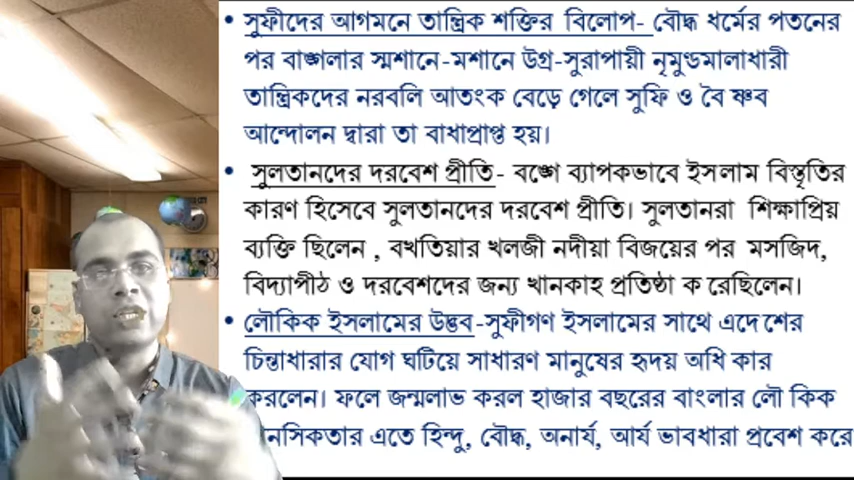 • সুফীদের আগমনে তান্ত্রিক শক্তির বিলোপ- বৌদ্ধ ধর্মের পতনের
পর বাঙ্গলার স্মশানে-মশানে উগ্র-সুরাপায়ী নৃমুন্ডমালাধারী
তান্ত্রিকদের নরবলি আতংক বেড়ে গেলে সুফি ও বৈ ষ্ণব
আন্দোলন দ্বারা তা বাধাপ্রাপ্ত হয়।
• সুলতানদের দরবেশ প্রীতি- বঙ্গে ব্যাপকভাবে ইসলাম বিস্তৃতির
কারণ হিসেবে সুলতানদের দরবেশ প্রীতি। সুলতানরা শিক্ষাপ্রিয়
ব্যক্তি ছিলেন , বখতিয়ার খলজী নদীয়া বিজয়ের পর মসজিদ,
বিদ্যাপীঠ ও দরবেশদের জন্য খানকাহ প্রতিষ্ঠা ক রেছিলেন।
• লৌকিক ইসলামের উদ্ভব-সুফীগণ ইসলামের সাথে এদে শের
চিন্তাধারার যোগ ঘটিয়ে সাধারণ মানুষের হৃদয় অধি কার
করলেন। ফলে জন্মলাভ করল হাজার বছরের বাংলার লৌ কিক
নসিকতার এতে হিন্দু, বৌদ্ধ, অনার্য, আর্য ভাবধারা প্রবেশ করে